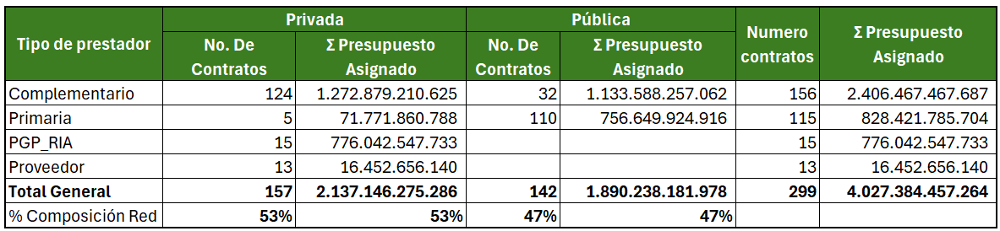 Tipo de prestador Privada Pública Numero contratos Σ Presupuesto Asignado
No. De Contratos Σ Presupuesto Asignado No. De Contratos Σ Presupuesto Asignado
Complementario 124 1.272.879.210.625 32 1.133.588.257.062 156 2.406.467.467.687
Primaria 5 71.771.860.788 110 756.649.924.916 115 828.421.785.704
PGP_RIA 15 776.042.547.733 15 776.042.547.733
Proveedor 13 16.452.656.140 13 16.452.656.140
Total General 157 2.137.146.275.286 142 1.890.238.181.978 299 4.027.384.457.264
% Composición Red 53% 53% 47% 47%